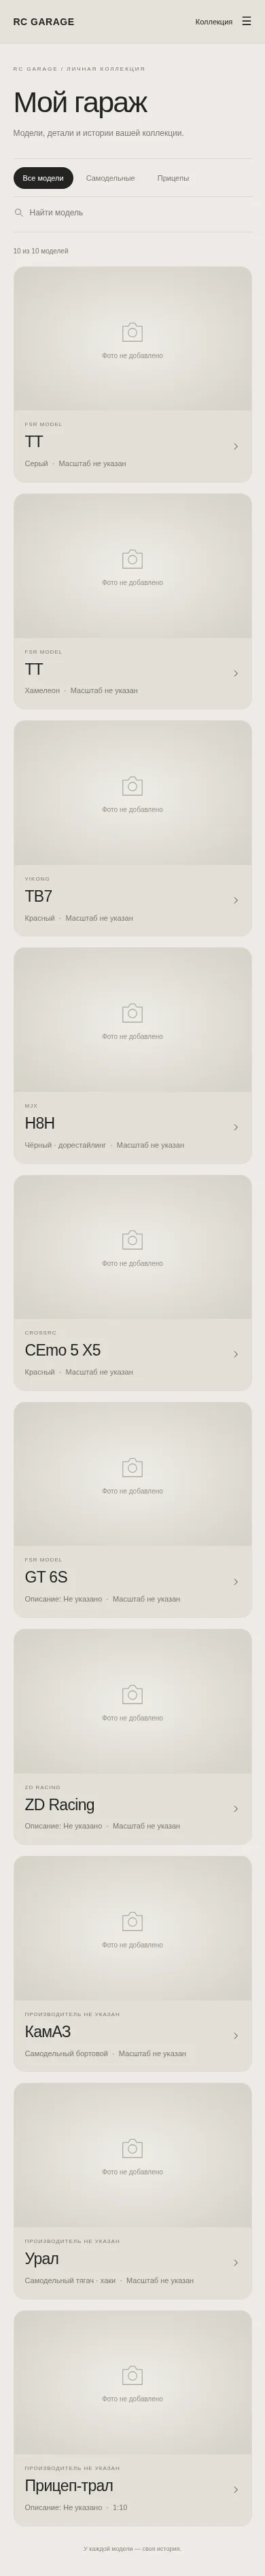 RC GARAGE
Коллекция
RC GARAGE / ЛИЧНАЯ КОЛЛЕКЦИЯ
Мой гараж
Модели, детали и истории вашей коллекции.
Все модели
Самодельные
Прицепы
Найти модель
10 из 10 моделей
Фото не добавлено
FSR MODEL
TT
Серый · Масштаб не указан
Фото не добавлено
FSR MODEL
TT
Хамелеон · Масштаб не указан
Фото не добавлено
YIKONG
TB7
Красный · Масштаб не указан
Фото не добавлено
MJX
H8H
Чёрный · дорестайлинг · Масштаб не указан
Фото не добавлено
CROSSRC
CEmo 5 X5
Красный · Масштаб не указан
Фото не добавлено
FSR MODEL
GT 6S
Описание: Не указано · Масштаб не указан
Фото не добавлено
ZD RACING
ZD Racing
Описание: Не указано · Масштаб не указан
Фото не добавлено
ПРОИЗВОДИТЕЛЬ НЕ УКАЗАН
КамАЗ
Самодельный бортовой · Масштаб не указан
Фото не добавлено
ПРОИЗВОДИТЕЛЬ НЕ УКАЗАН
Урал
Самодельный тягач · хаки · Масштаб не указан
Фото не добавлено
ПРОИЗВОДИТЕЛЬ НЕ УКАЗАН
Прицеп-трал
Описание: Не указано · 1:10
У каждой модели — своя история.